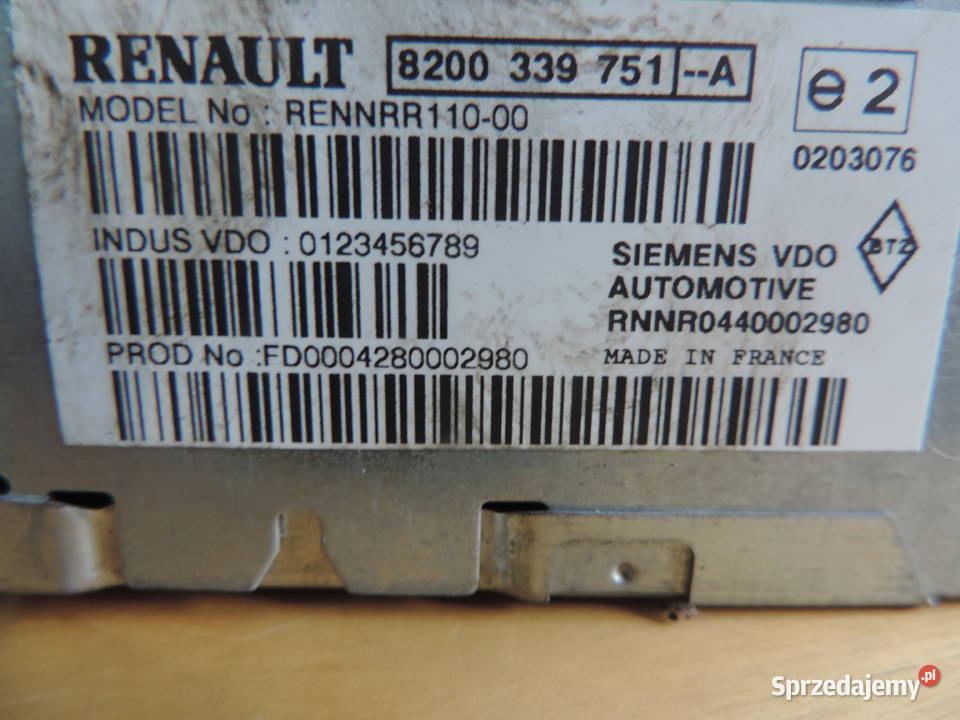 RENAULT 8200 339 751 --A
e2
MODEL No : RENNRR110-00
0203076
INDUS VDO : 0123456789
SIEMENS VDO
BTZ
AUTOMOTIVE
RNNR0440002980
PROD No :FD0004280002980
MADE IN FRANCE
Sprzedajemy.pl